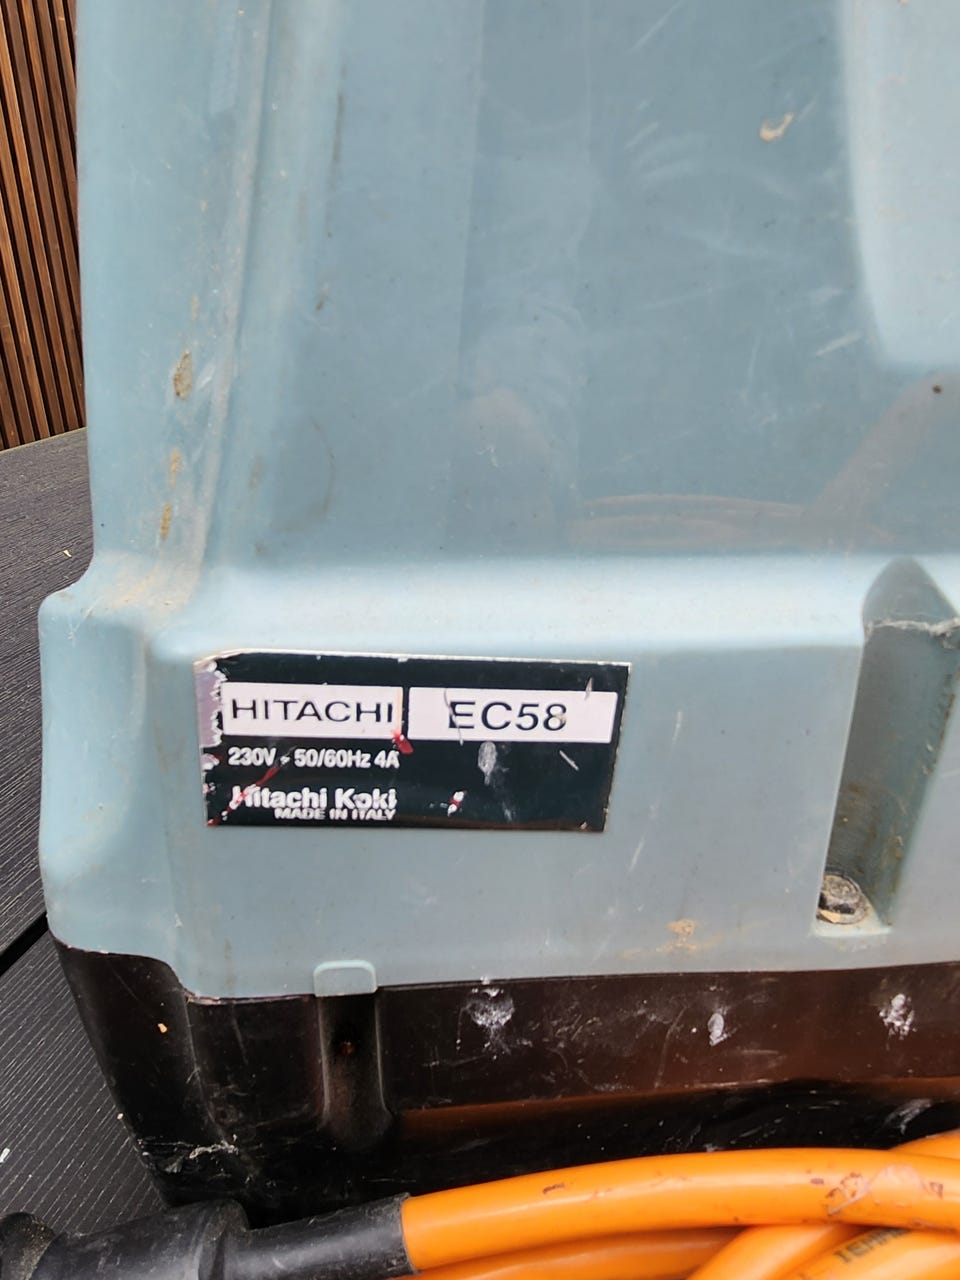 HITACHI EC58
230V ~ 50/60Hz 4A
Hitachi Koki
MADE IN ITALY